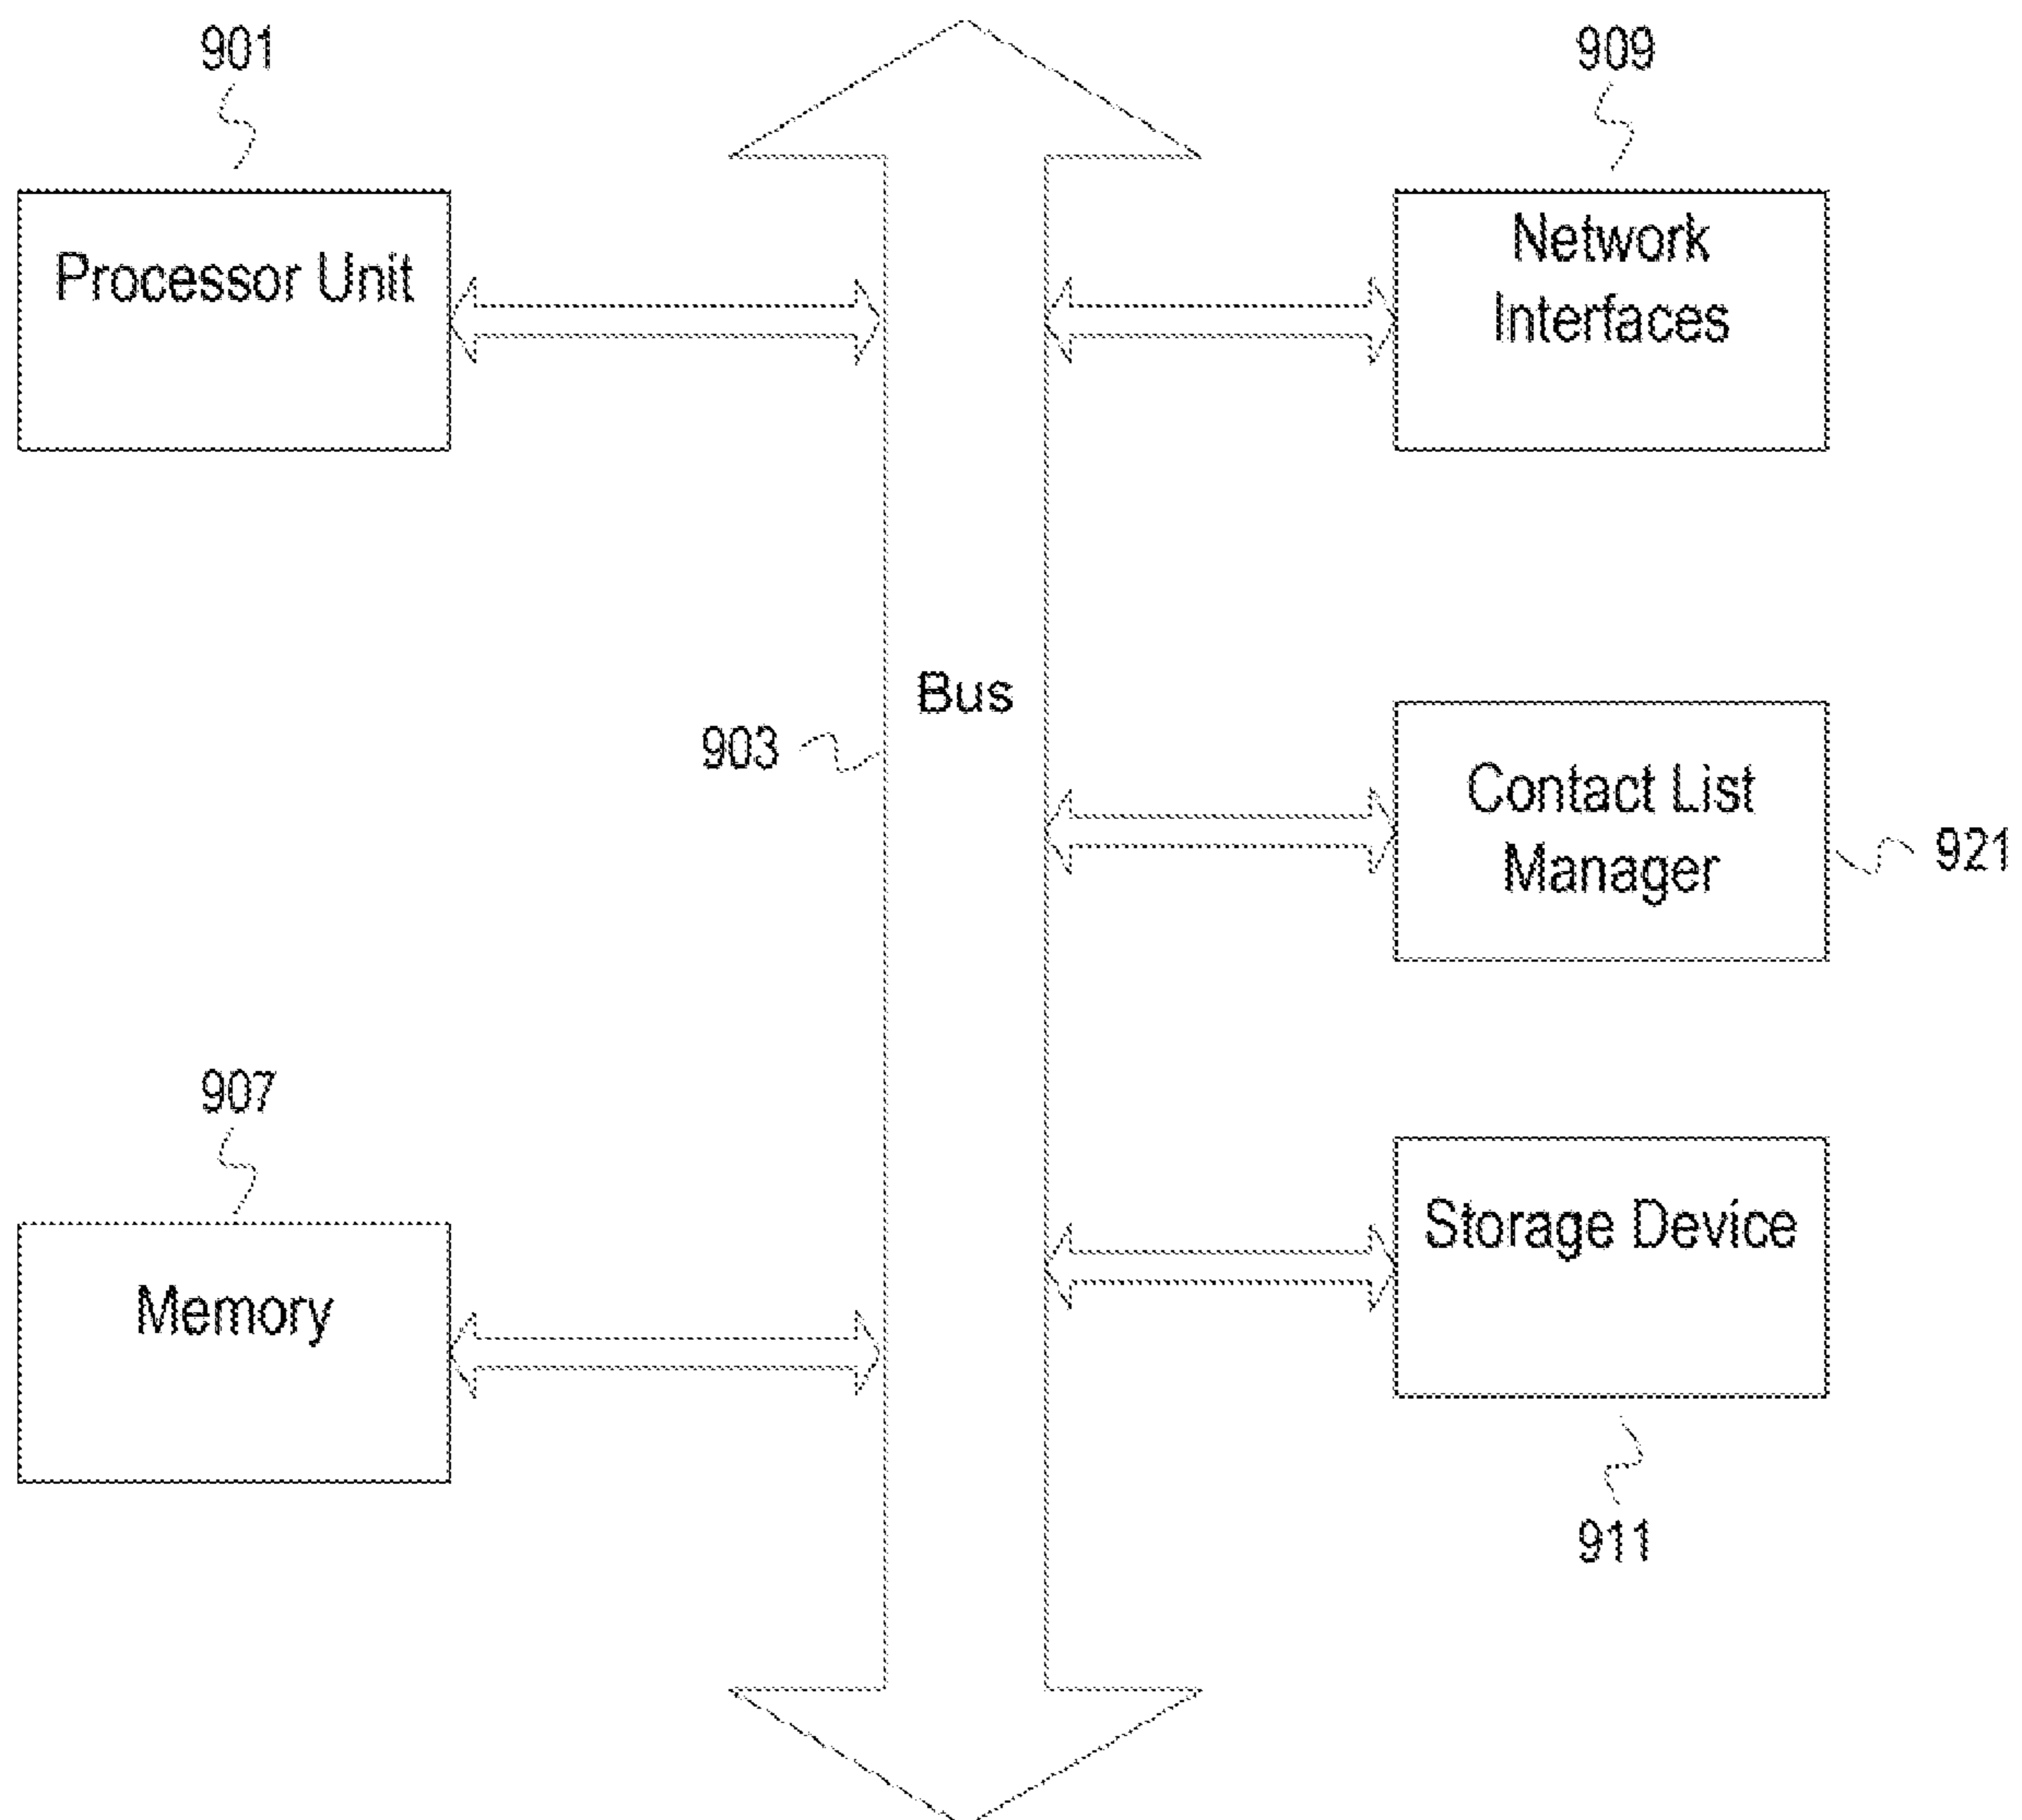 901
909
Processor Unit
Network
Interfaces
Bus
903
Contact List
Manager
921
907
Memory
Storage Device
911